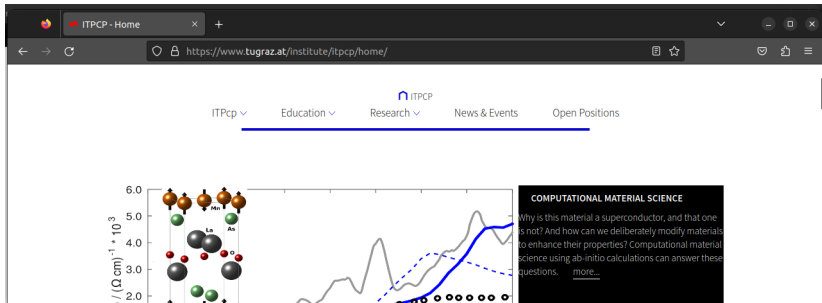 ITPCP - Home
https://www.tugraz.at/institute/itpcp/home/
ITPCP
ITPcp Education Research News & Events Open Positions
6.0
5.0
4.0
3.0
2.0
/ (Ω cm)⁻¹ * 10³
Mn
La As
O
COMPUTATIONAL MATERIAL SCIENCE
Why is this material a superconductor, and that one
is not? And how can we deliberately modify materials
to enhance their properties? Computational material
science using ab-initio calculations can answer these
questions. more...